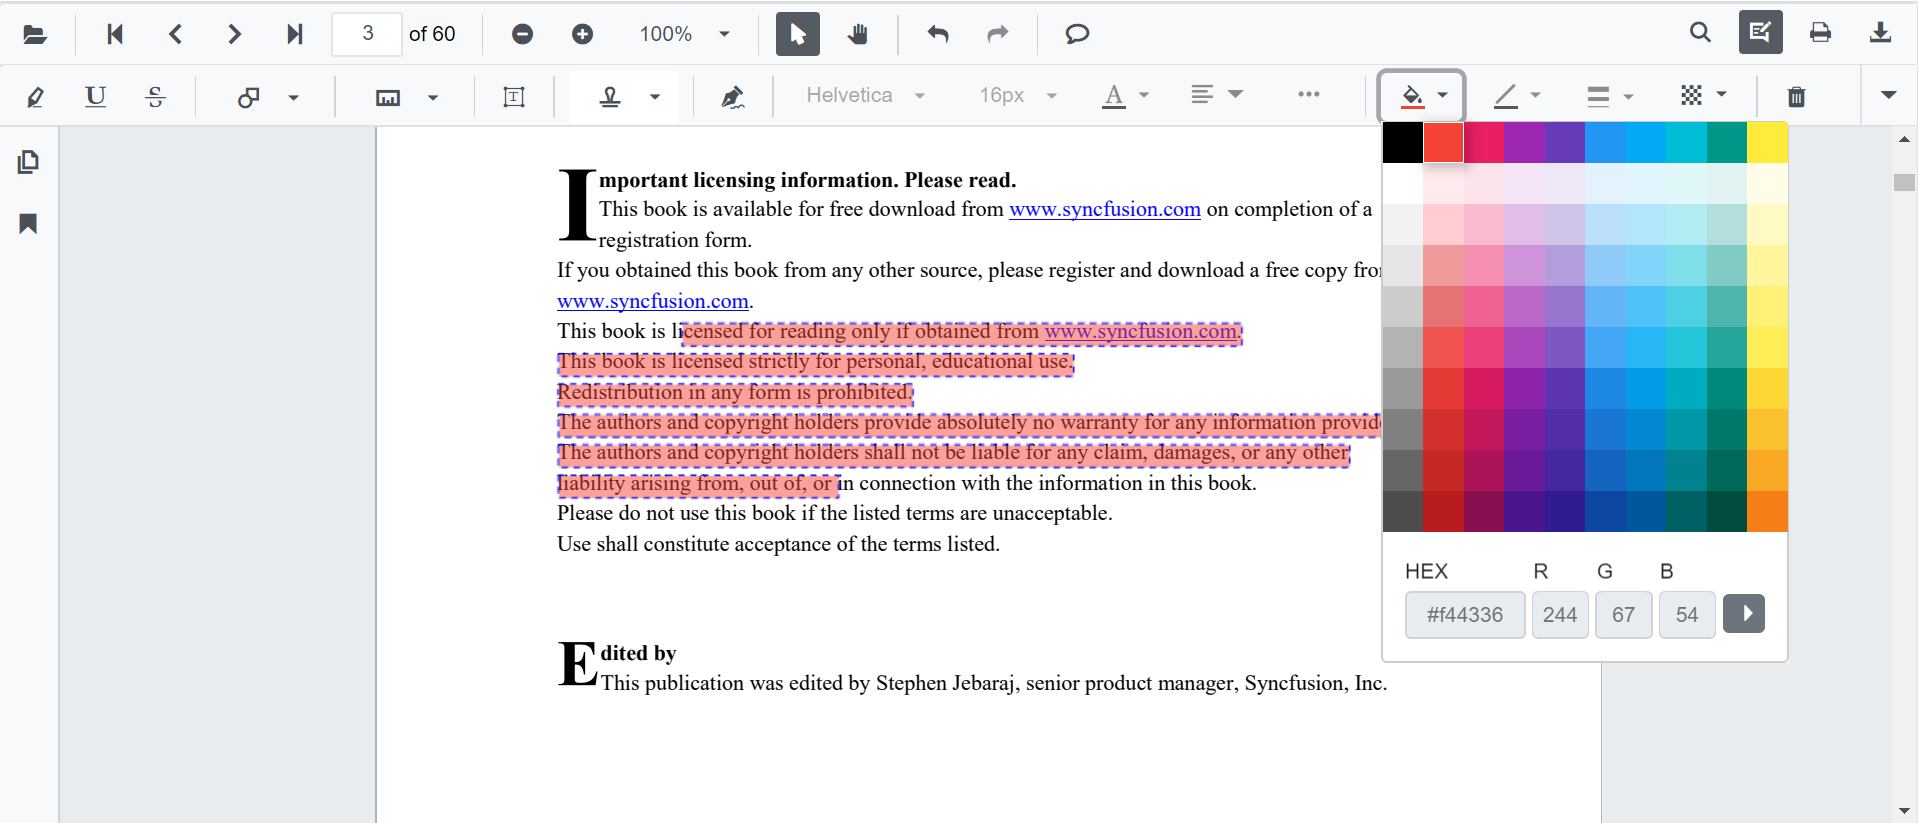 3 of 60 100%
U S T Helvetica 16px A
Important licensing information. Please read.
This book is available for free download from www.syncfusion.com on completion of a
registration form.
If you obtained this book from any other source, please register and download a free copy
www.syncfusion.com.
This book is licensed for reading only if obtained from www.syncfusion.com.
This book is licensed strictly for personal, educational use.
Redistribution in any form is prohibited.
The authors and copyright holders provide absolutely no warranty for any information
The authors and copyright holders shall not be liable for any claim, damages, or any other
liability arising from, out of, or in connection with the information in this book.
Please do not use this book if the listed terms are unacceptable.
Use shall constitute acceptance of the terms listed.
HEX R G B
#f44336 244 67 54
Edited by
This publication was edited by Stephen Jebaraj, senior product manager, Syncfusion, Inc.